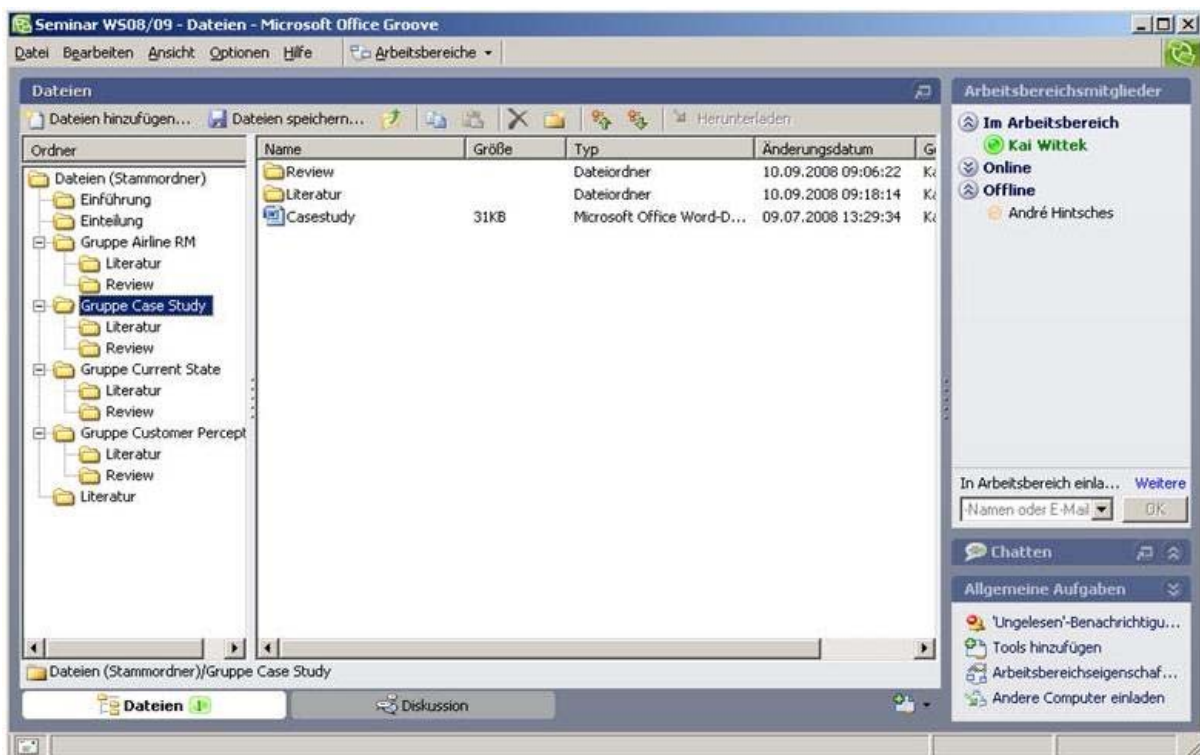 Seminar WS08/09 - Dateien - Microsoft Office Groove
Datei Bearbeiten Ansicht Optionen Hilfe Arbeitsbereiche
Dateien
Dateien hinzufügen... Dateien speichern... Herunterladen
Ordner
Dateien (Stammordner)
Einführung
Einteilung
Gruppe Airline RM
Literatur
Review
Gruppe Case Study
Literatur
Review
Gruppe Current State
Literatur
Review
Gruppe Customer Percept
Literatur
Review
Literatur
Name Größe Typ Änderungsdatum G
Review Dateiordner 10.09.2008 09:06:22 Ka
Literatur Dateiordner 10.09.2008 09:18:14 Ka
Casestudy 31KB Microsoft Office Word-D... 09.07.2008 13:29:34 Ka
Dateien (Stammordner)/Gruppe Case Study
Dateien Diskussion
Arbeitsbereichsmitglieder
Im Arbeitsbereich
Kai Wittek
Online
Offline
André Hintsches
In Arbeitsbereich einla... Weitere
-Namen oder E-Mail OK
Chatten
Allgemeine Aufgaben
'Ungelesen'-Benachrichtigu...
Tools hinzufügen
Arbeitsbereichseigenschaf...
Andere Computer einladen